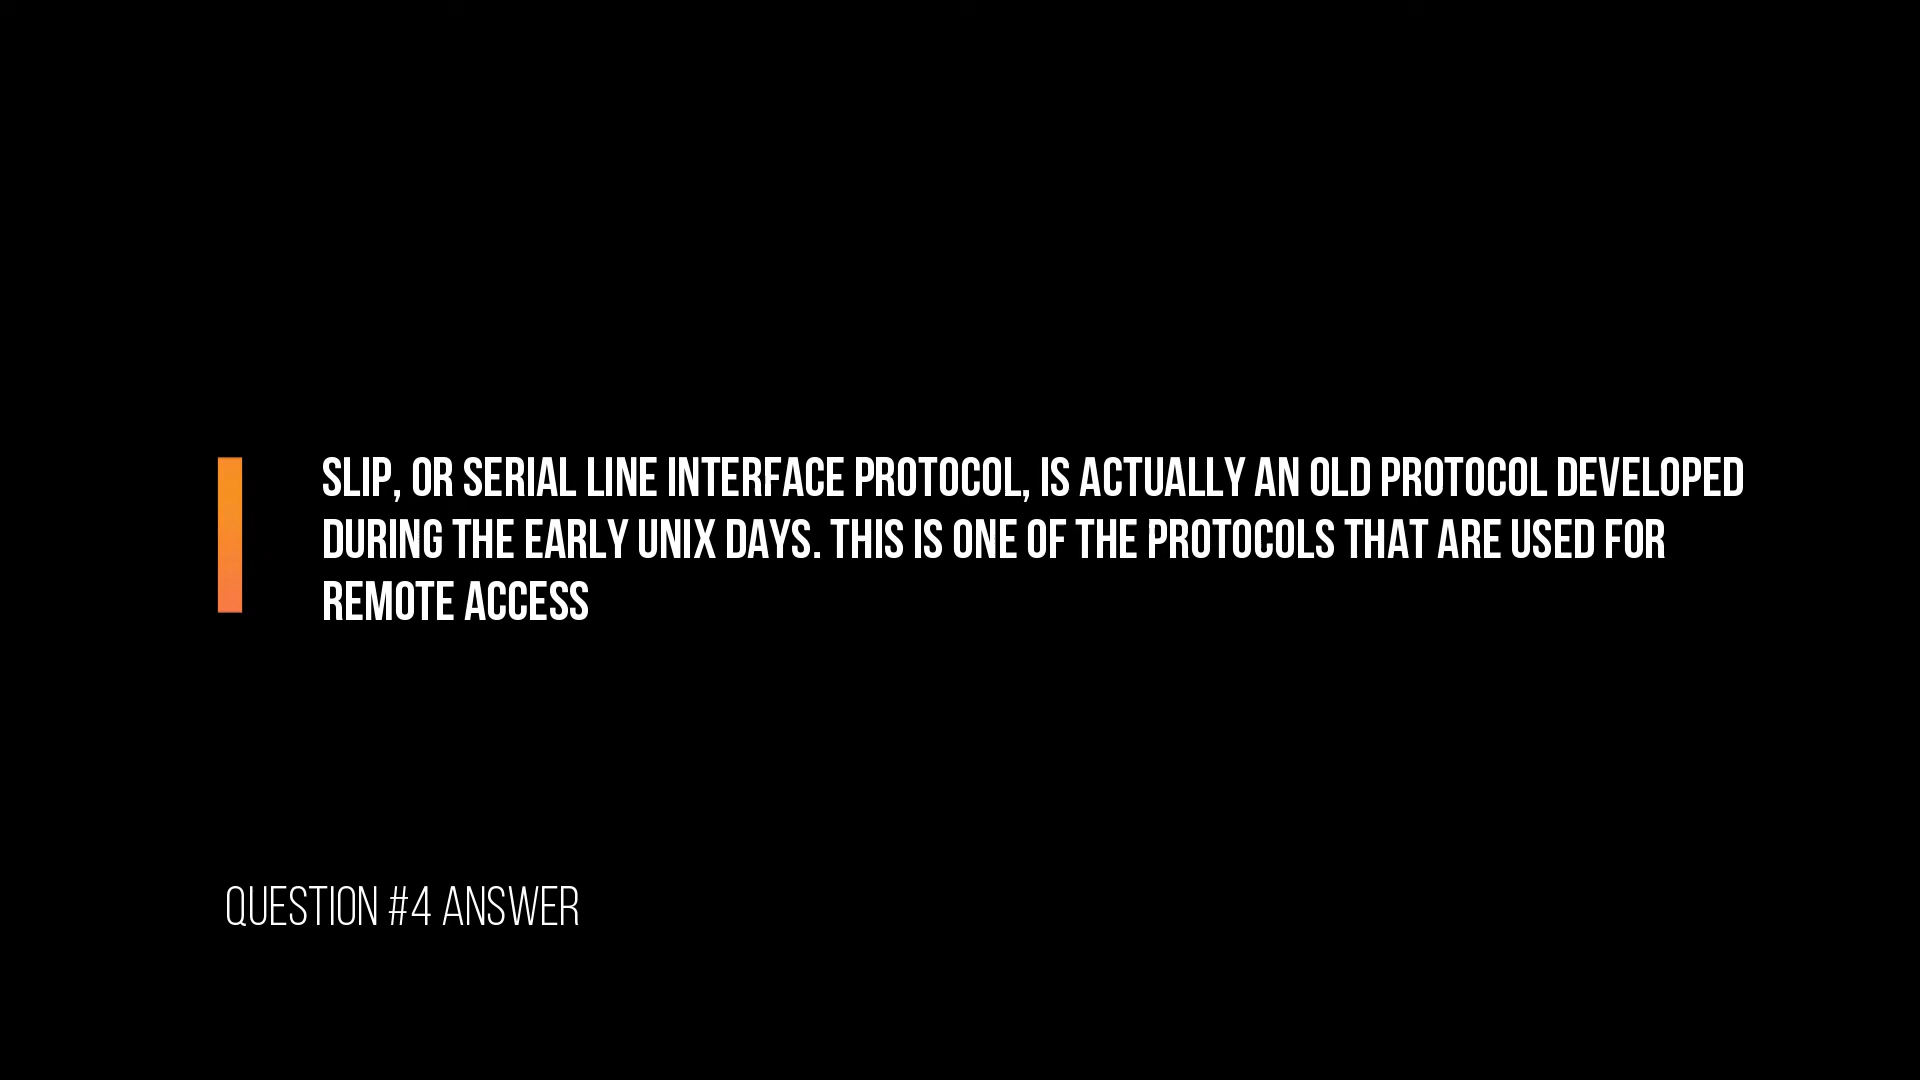 SLIP, OR SERIAL LINE INTERFACE PROTOCOL, IS ACTUALLY AN OLD PROTOCOL DEVELOPED
DURING THE EARLY UNIX DAYS. THIS IS ONE OF THE PROTOCOLS THAT ARE USED FOR
REMOTE ACCESS
QUESTION #4 ANSWER